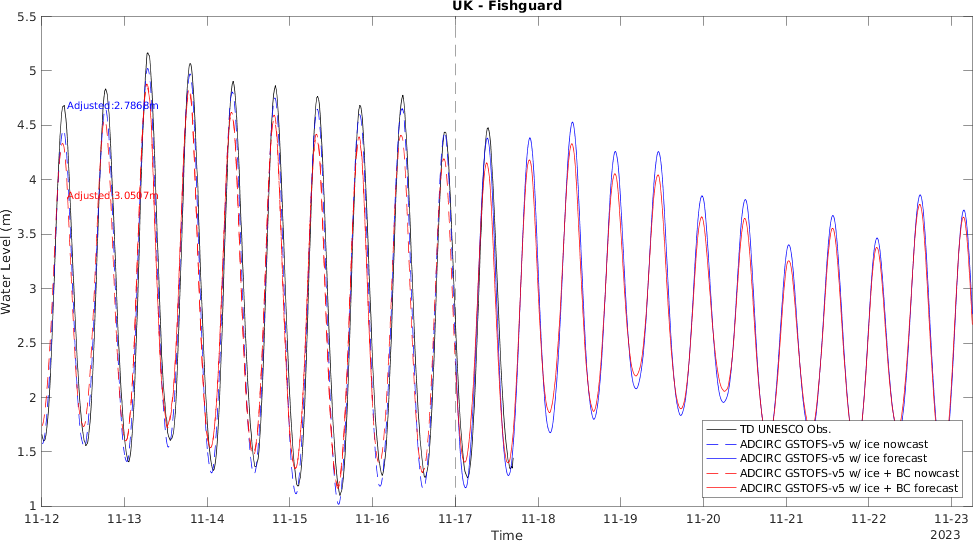 UK - Fishguard
5.5
5
4.5
4
3.5
3
2.5
2
1.5
1
Water Level (m)
Adjusted:2.7868m
Adjusted:3.0507m
TD UNESCO Obs.
ADCIRC GSTOFS-v5 w/ ice nowcast
ADCIRC GSTOFS-v5 w/ ice forecast
ADCIRC GSTOFS-v5 w/ ice + BC nowcast
ADCIRC GSTOFS-v5 w/ ice + BC forecast
11-12 11-13 11-14 11-15 11-16 11-17 11-18 11-19 11-20 11-21 11-22 11-23
Time 2023